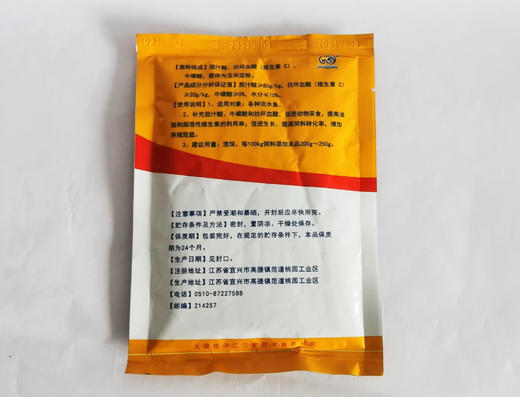 20210803
20210803
【原料组成】胆汁酸、抗坏血酸（维生素 C）、
牛磺酸，载体为玉米淀粉。
【产品成分分析保证值】胆汁酸≥80g/kg，抗坏血酸（维生素 C）
≥20g/kg，牛磺酸≥5%，水分≤10%。
【使用说明】1、适用对象：各种淡水鱼。
2、补充胆汁酸、牛磺酸和抗坏血酸，促进动物采食，提高油
脂和脂溶性维生素的利用率；促进生长、提高饲料转化率，增加
养殖效益。
3、建议用量：混饲。每100kg饲料添加本品200g～250g。
【注意事项】严禁受潮和暴晒，开封后应尽快用完。
【贮存条件及方法】密封，置阴凉、干燥处保存。
【保质期】包装完好，在规定的贮存条件下，本品保质
期为24个月。
【生产日期】见封口。
【注册地址】江苏省宜兴市高塍镇范道桃园工业区
【生产地址】江苏省宜兴市高塍镇范道桃园工业区
【电话】0510-87227588
【邮编】214257